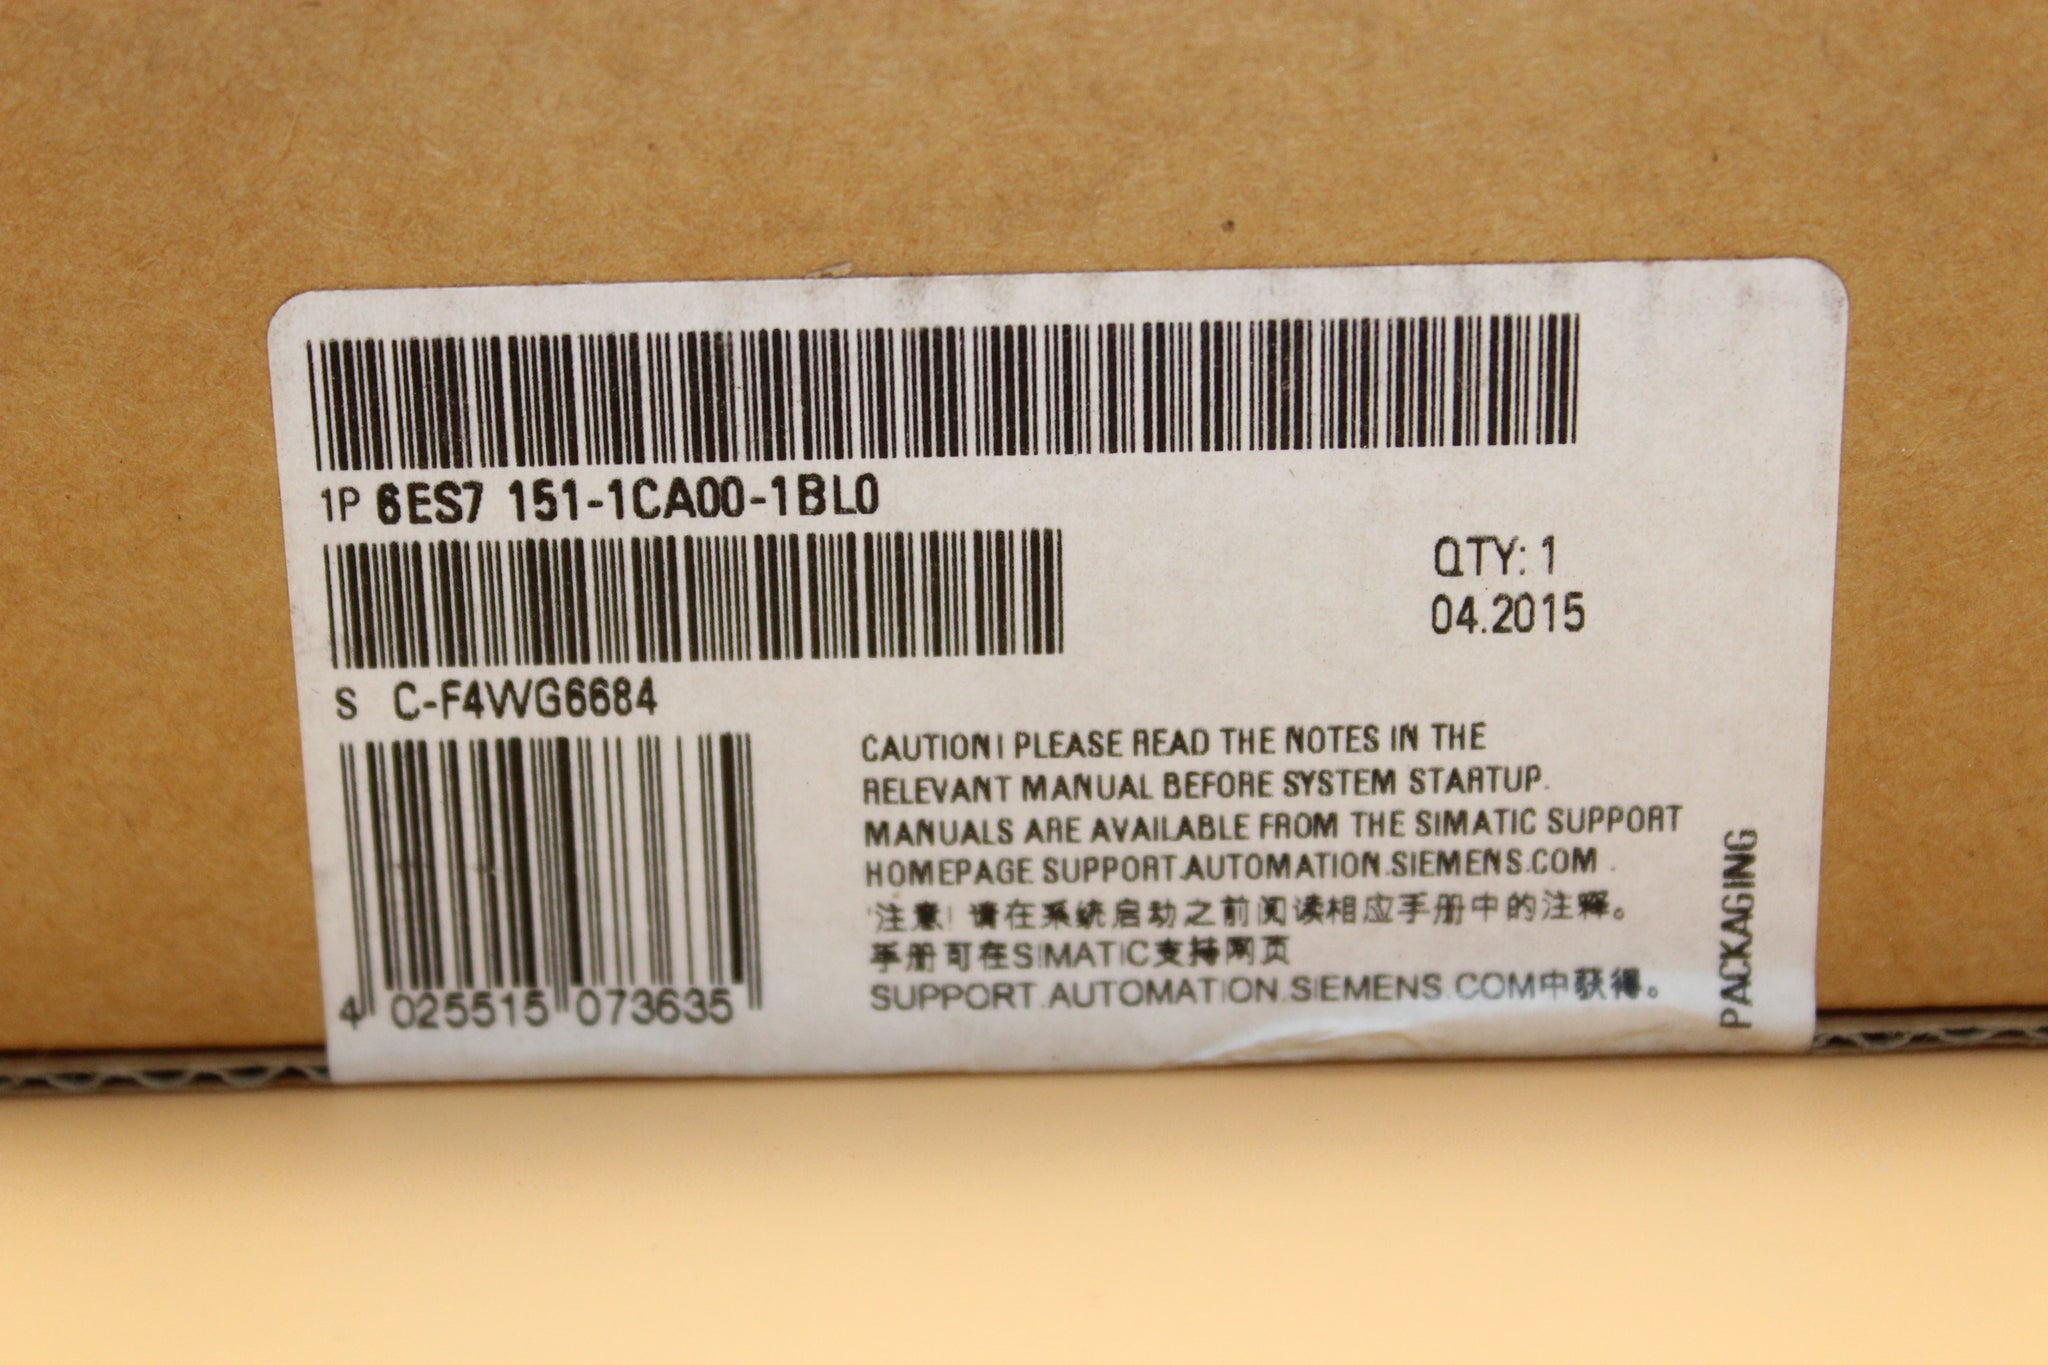 1P 6ES7 151-1CA00-1BL0
QTY: 1
04.2015
S C-F4WG6684
CAUTION! PLEASE READ THE NOTES IN THE
RELEVANT MANUAL BEFORE SYSTEM STARTUP.
MANUALS ARE AVAILABLE FROM THE SIMATIC SUPPORT
HOMEPAGE SUPPORT.AUTOMATION.SIEMENS.COM .
注意! 请在系统启动之前阅读相应手册中的注释。
手册可在SIMATIC支持网页
SUPPORT.AUTOMATION.SIEMENS.COM中获得。
PACKAGING
4 025515 073635